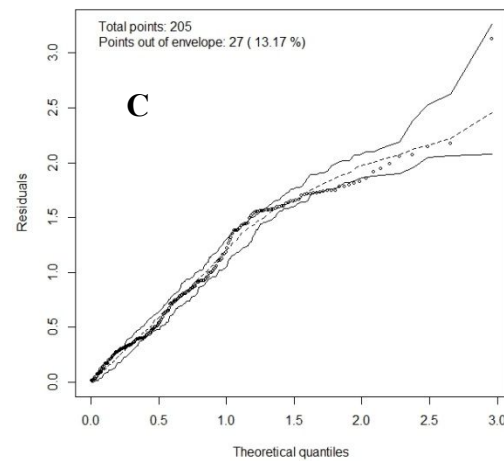 Total points: 205
Points out of envelope: 27 ( 13.17 %)
C
Residuals
3.0
2.5
2.0
1.5
1.0
0.5
0.0
0.0 0.5 1.0 1.5 2.0 2.5 3.0
Theoretical quantiles